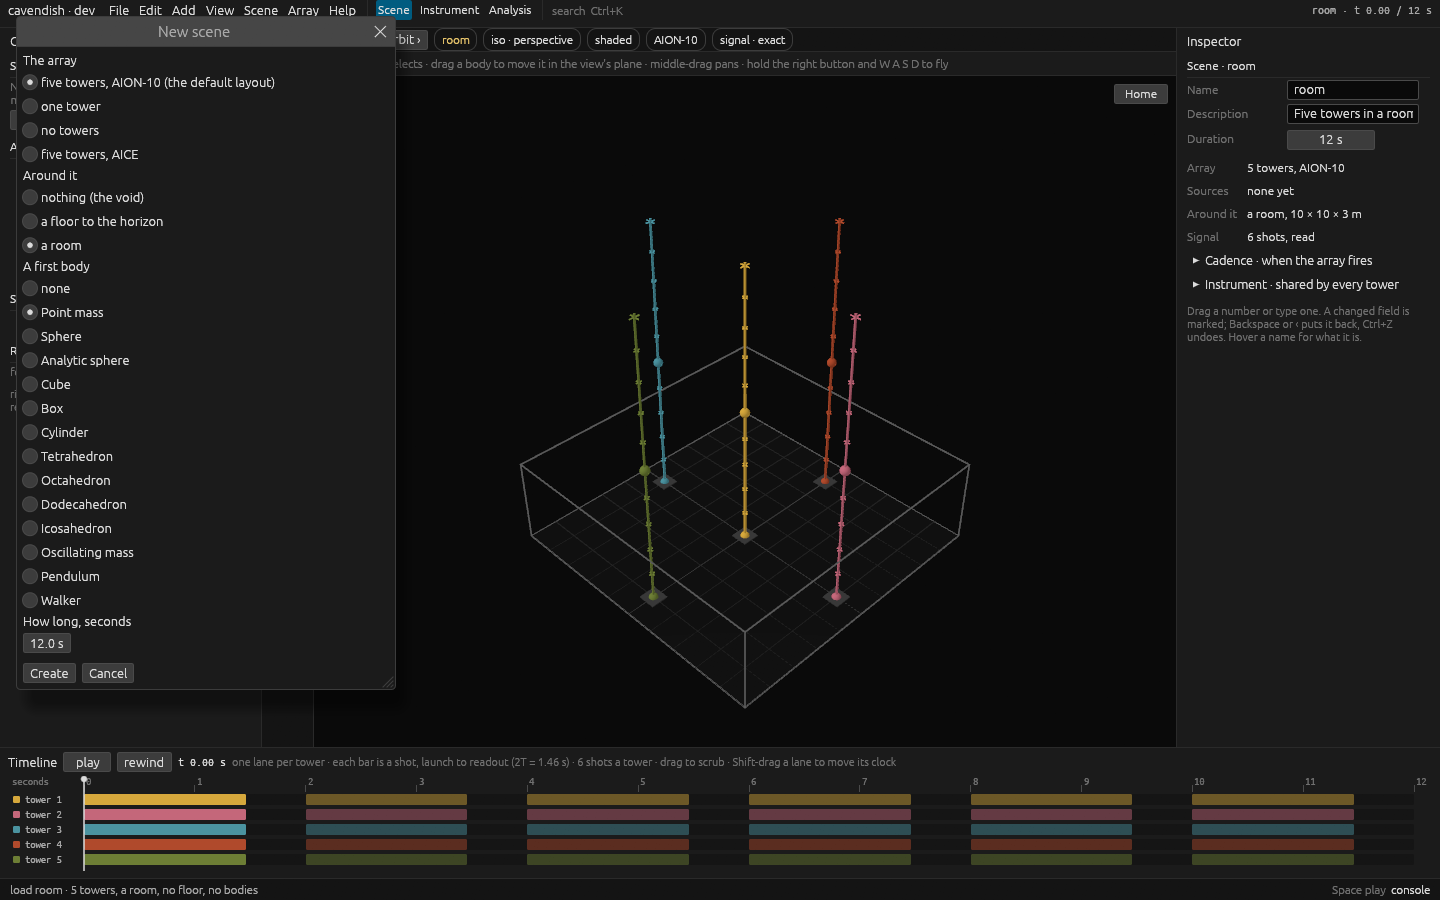 cavendish · dev File Edit Add View Scene Array Help Scene Instrument Analysis search Ctrl+K room · t 0.00 / 12 s
New scene
The array
five towers, AION-10 (the default layout)
one tower
no towers
five towers, AICE
Around it
nothing (the void)
a floor to the horizon
a room
A first body
none
Point mass
Sphere
Analytic sphere
Cube
Box
Cylinder
Tetrahedron
Octahedron
Dodecahedron
Icosahedron
Oscillating mass
Pendulum
Walker
How long, seconds
12.0 s
Create Cancel
rbit › room iso · perspective shaded AION-10 signal · exact
elects · drag a body to move it in the view's plane · middle-drag pans · hold the right button and W A S D to fly
Home
Inspector
Scene · room
Name room
Description Five towers in a room
Duration 12 s
Array 5 towers, AION-10
Sources none yet
Around it a room, 10 × 10 × 3 m
Signal 6 shots, read
Cadence · when the array fires
Instrument · shared by every tower
Drag a number or type one. A changed field is
marked; Backspace or ‹ puts it back, Ctrl+Z
undoes. Hover a name for what it is.
Timeline play rewind t 0.00 s one lane per tower · each bar is a shot, launch to readout (2T = 1.46 s) · 6 shots a tower · drag to scrub · Shift-drag a lane to move its clock
seconds 0 1 2 3 4 5 6 7 8 9 10 11 12
tower 1
tower 2
tower 3
tower 4
tower 5
load room · 5 towers, a room, no floor, no bodies Space play console